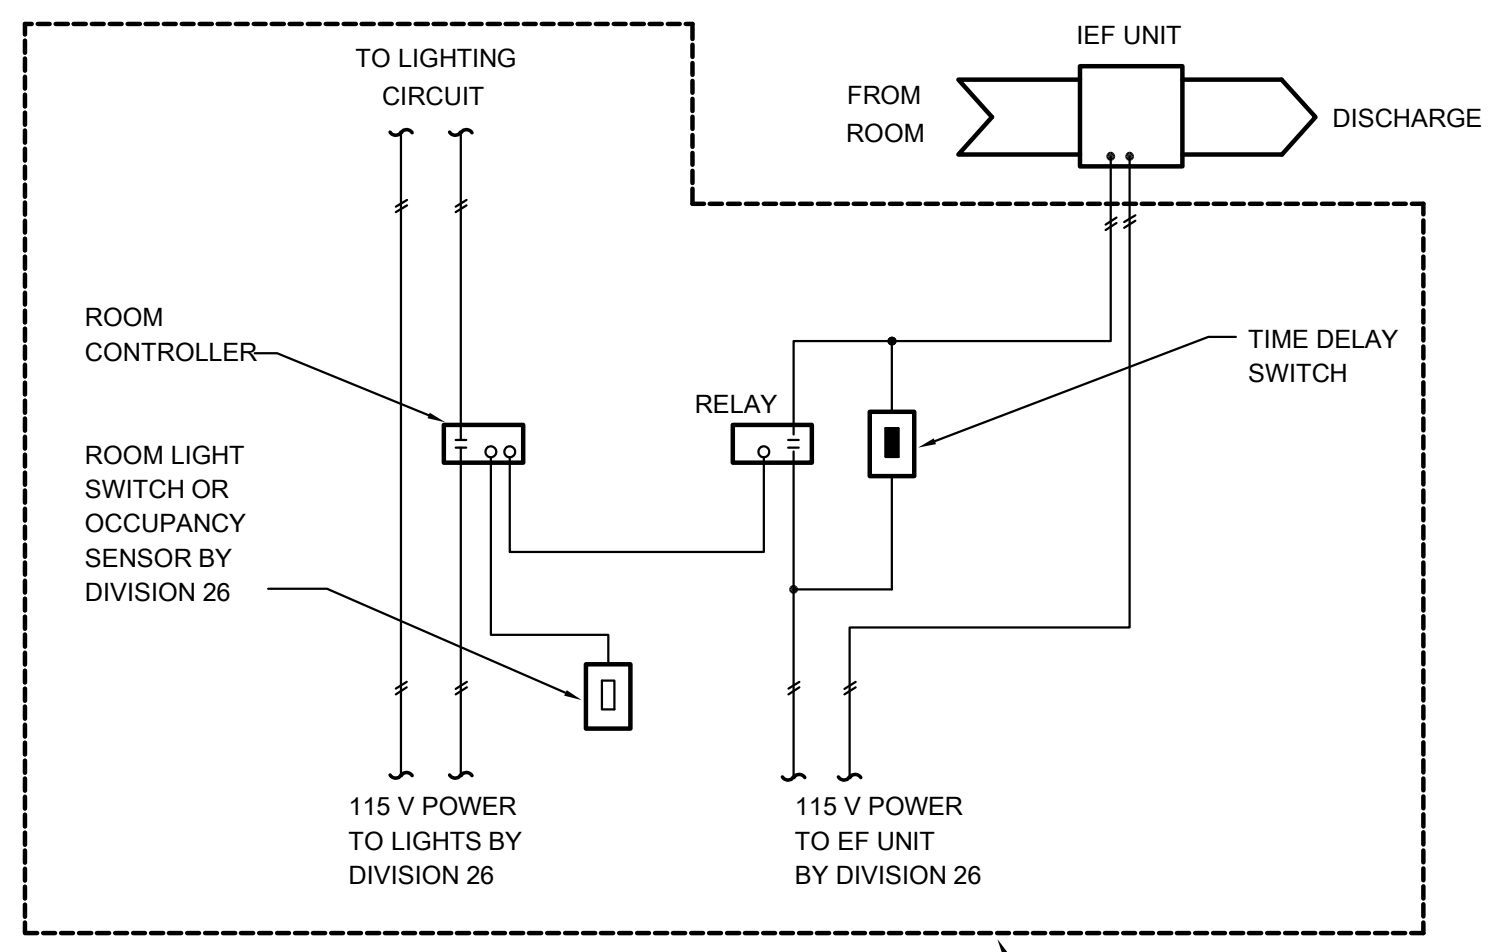 TO LIGHTING
CIRCUIT
IEF UNIT
FROM
ROOM
DISCHARGE
ROOM
CONTROLLER
RELAY
TIME DELAY
SWITCH
ROOM LIGHT
SWITCH OR
OCCUPANCY
SENSOR BY
DIVISION 26
115 V POWER
TO LIGHTS BY
DIVISION 26
115 V POWER
TO EF UNIT
BY DIVISION 26